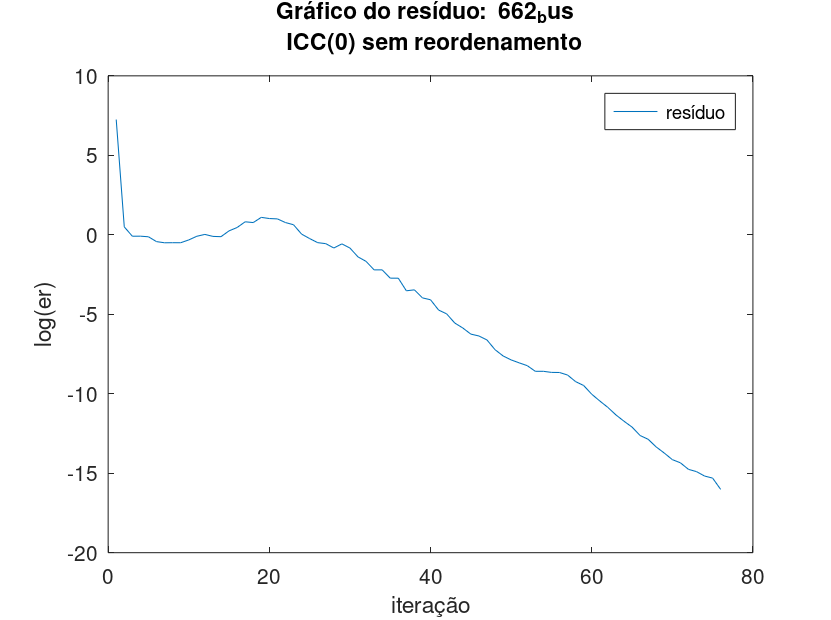 Gráfico do resíduo: 662bus
ICC(0) sem reordenamento
10
resíduo
5
0
-5
log(er)
-10
-15
-20
0 20 40 60 80
iteração